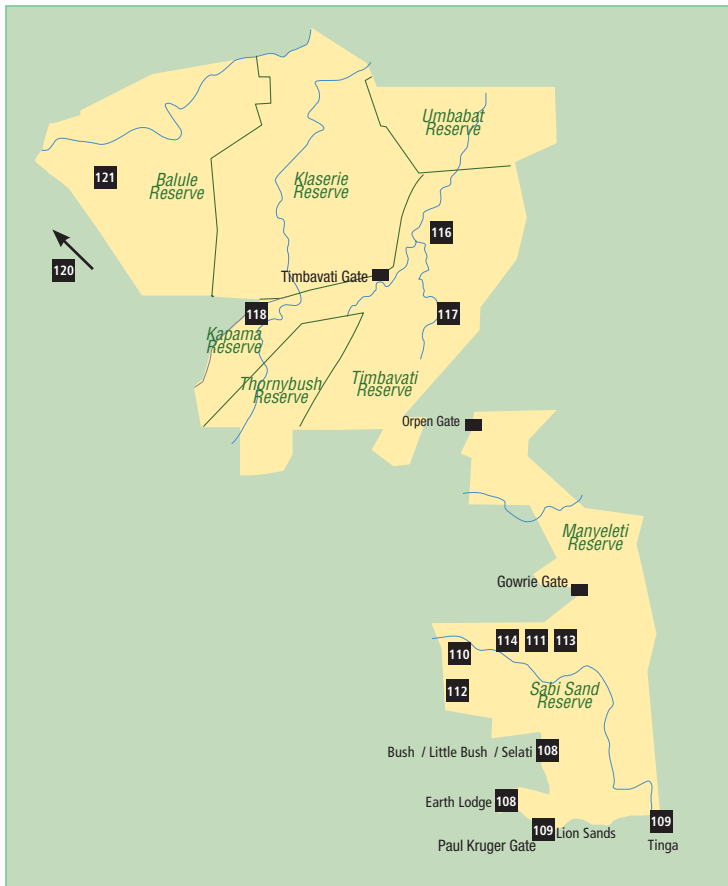 Umbabat
Reserve
121
Balule
Reserve
Klaserie
Reserve
116
120
Timbavati Gate
118
117
Kapama
Reserve
Thornybush
Reserve
Timbavati
Reserve
Orpen Gate
Manyeleti
Reserve
Gowrie Gate
114 111 113
110
112
Sabi Sand
Reserve
Bush / Little Bush / Selati 108
Earth Lodge 108
109 Lion Sands
Paul Kruger Gate
109
Tinga